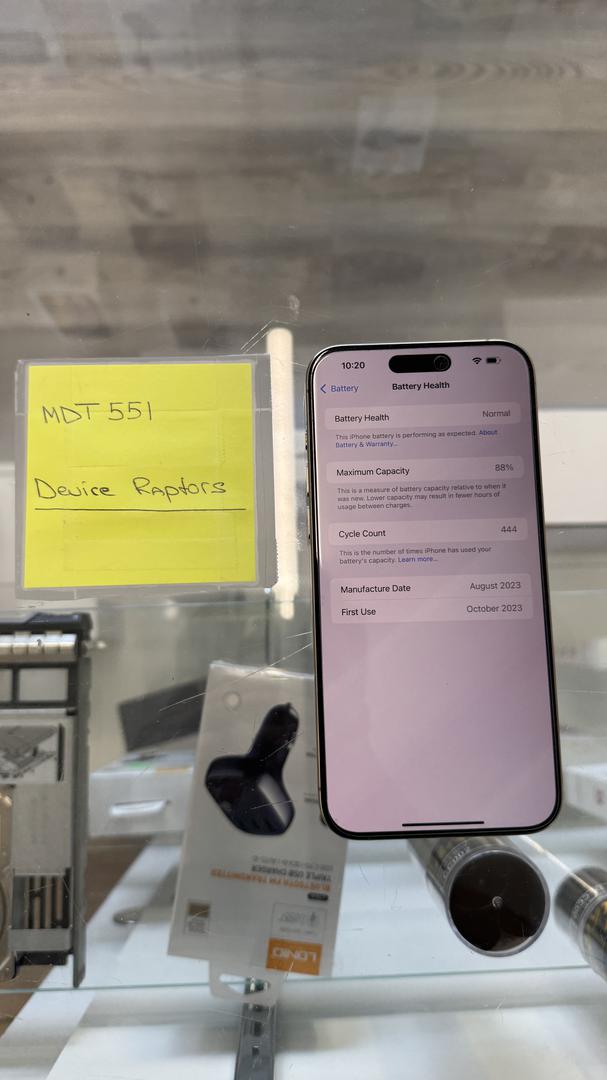 MDT 551
Device Raptors
10:20
Battery
Battery Health
Battery Health Normal
This iPhone battery is performing as expected. About
Battery & Warranty...
Maximum Capacity 88%
This is a measure of battery capacity relative to when it
was new. Lower capacity may result in fewer hours of
usage between charges.
Cycle Count 444
This is the number of times iPhone has used your
battery's capacity. Learn more...
Manufacture Date August 2023
First Use October 2023
TRIPLE USB CHARGER
BLUETOOTH FM TRANSMITTER
LDNIO